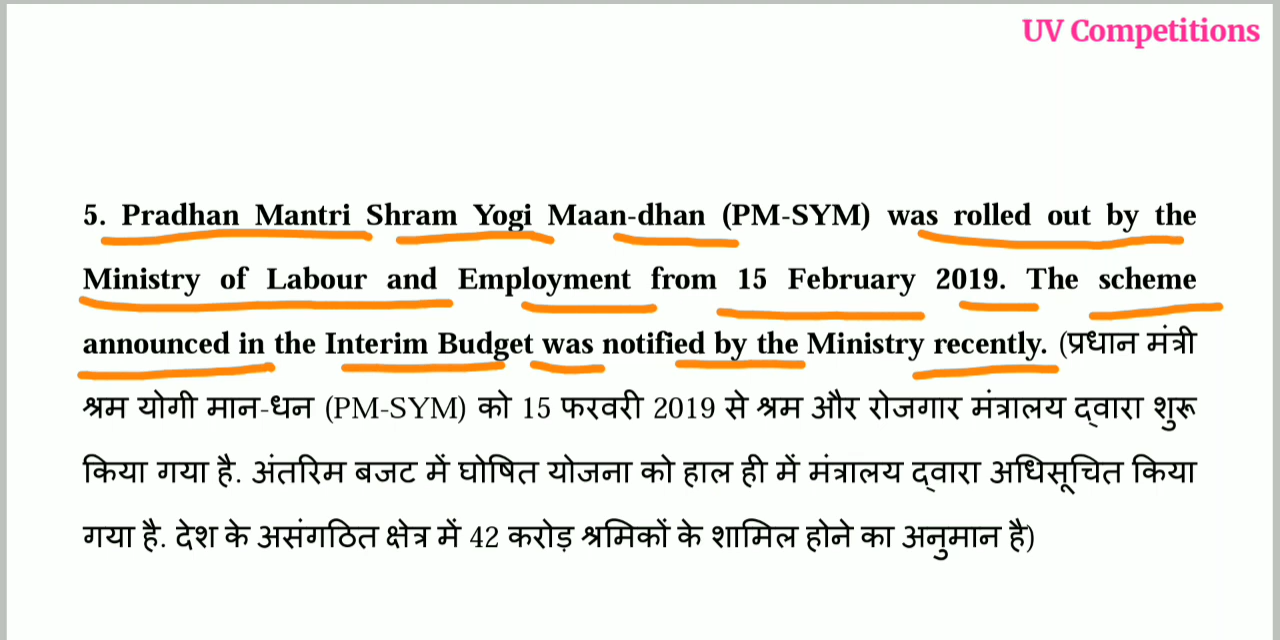 UV Competitions
5. Pradhan Mantri Shram Yogi Maan-dhan (PM-SYM) was rolled out by the
Ministry of Labour and Employment from 15 February 2019. The scheme
announced in the Interim Budget was notified by the Ministry recently. (प्रधान मंत्री
श्रम योगी मान-धन (PM-SYM) को 15 फरवरी 2019 से श्रम और रोजगार मंत्रालय द्वारा शुरू
किया गया है. अंतरिम बजट में घोषित योजना को हाल ही में मंत्रालय द्वारा अधिसूचित किया
गया है. देश के असंगठित क्षेत्र में 42 करोड़ श्रमिकों के शामिल होने का अनुमान है)